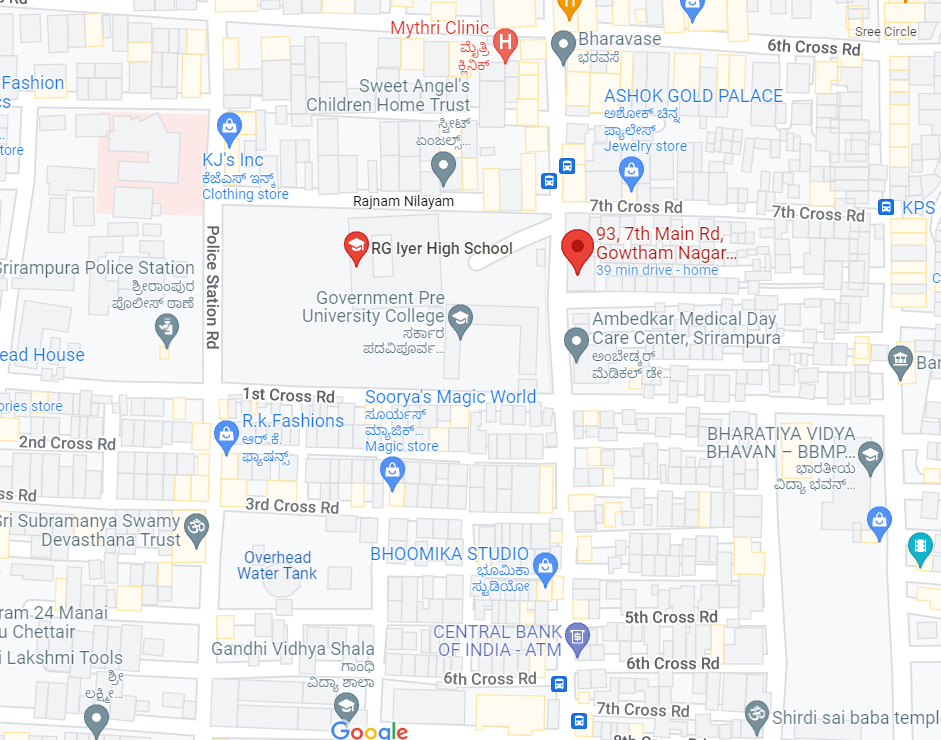 Mythri Clinic
ಮೈತ್ರಿ
ಕ್ಲಿನಿಕ್
Bharavase
ಭರವಸೆ
6th Cross Rd
Sree Circle
Fashion
Sweet Angel's
Children Home Trust
ಸ್ವೀಟ್
ಏಂಜಲ್ಸ್...
ASHOK GOLD PALACE
ಅಶೋಕ್ ಚಿನ್ನ
ಪ್ಯಾಲೇಸ್
Jewelry store
tore
KJ's Inc
ಕೆಜೆಎಸ್ ಇನ್ಕ್
Clothing store
Rajnam Nilayam
7th Cross Rd
7th Cross Rd
KPS
Police Station Rd
RG Iyer High School
93, 7th Main Rd,
Gowtham Nagar...
39 min drive - home
Srirampura Police Station
ಶ್ರೀರಾಂಪುರ
ಪೊಲೀಸ್ ಠಾಣೆ
Government Pre
University College
ಸರ್ಕಾರ
ಪದವಿಪೂರ್ವ...
Ambedkar Medical Day
Care Center, Srirampura
ಅಂಬೇಡ್ಕರ್
ಮೆಡಿಕಲ್ ಡೇ...
ead House
Ban
1st Cross Rd
ories store
Soorya's Magic World
ಸೂರ್ಯಸ್
ಮ್ಯಾಜಿಕ್...
Magic store
R.k.Fashions
ಆರ್.ಕೆ.
ಫ್ಯಾಷನ್ಸ್
2nd Cross Rd
BHARATIYA VIDYA
BHAVAN – BBMP...
ಭಾರತೀಯ
ವಿದ್ಯಾ ಭವನ್...
ss Rd
3rd Cross Rd
Sri Subramanya Swamy
Devasthana Trust
Overhead
Water Tank
BHOOMIKA STUDIO
ಭೂಮಿಕಾ
ಸ್ಟುಡಿಯೋ
ram 24 Manai
u Chettair
5th Cross Rd
CENTRAL BANK
OF INDIA - ATM
i Lakshmi Tools
ಶ್ರೀ
ಲಕ್ಷ್ಮೀ...
Gandhi Vidhya Shala
ಗಾಂಧಿ
ವಿದ್ಯಾ ಶಾಲಾ
6th Cross Rd
6th Cross Rd
7th Cross Rd
Shirdi sai baba templ
Google